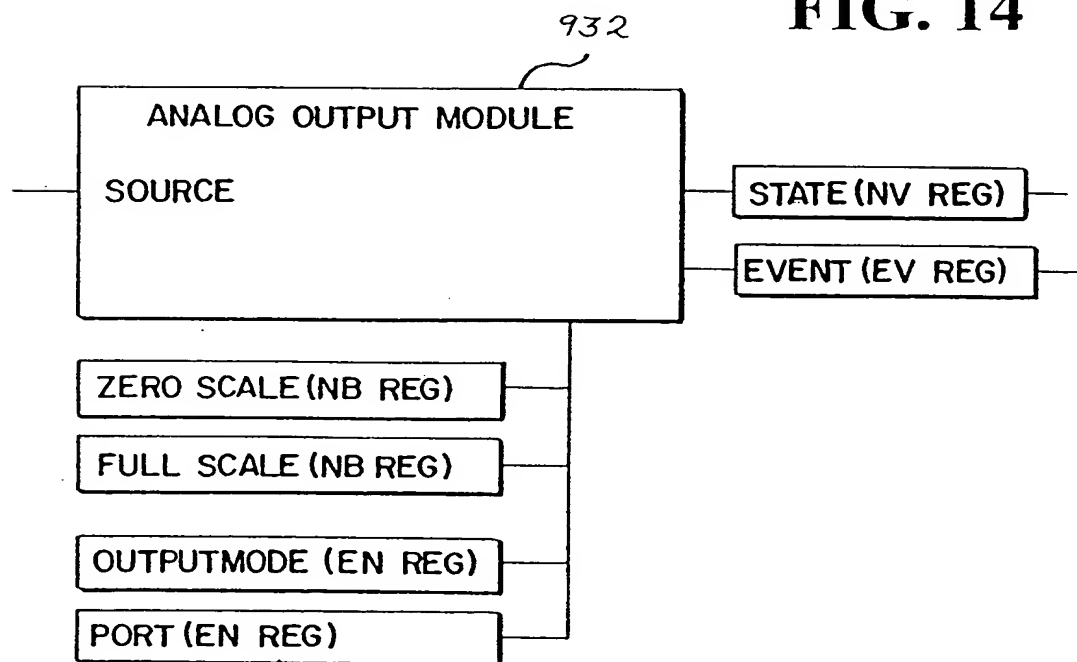 932
FIG. 14
ANALOG OUTPUT MODULE
SOURCE
STATE (NV REG)
EVENT (EV REG)
ZERO SCALE (NB REG)
FULL SCALE (NB REG)
OUTPUTMODE (EN REG)
PORT (EN REG)